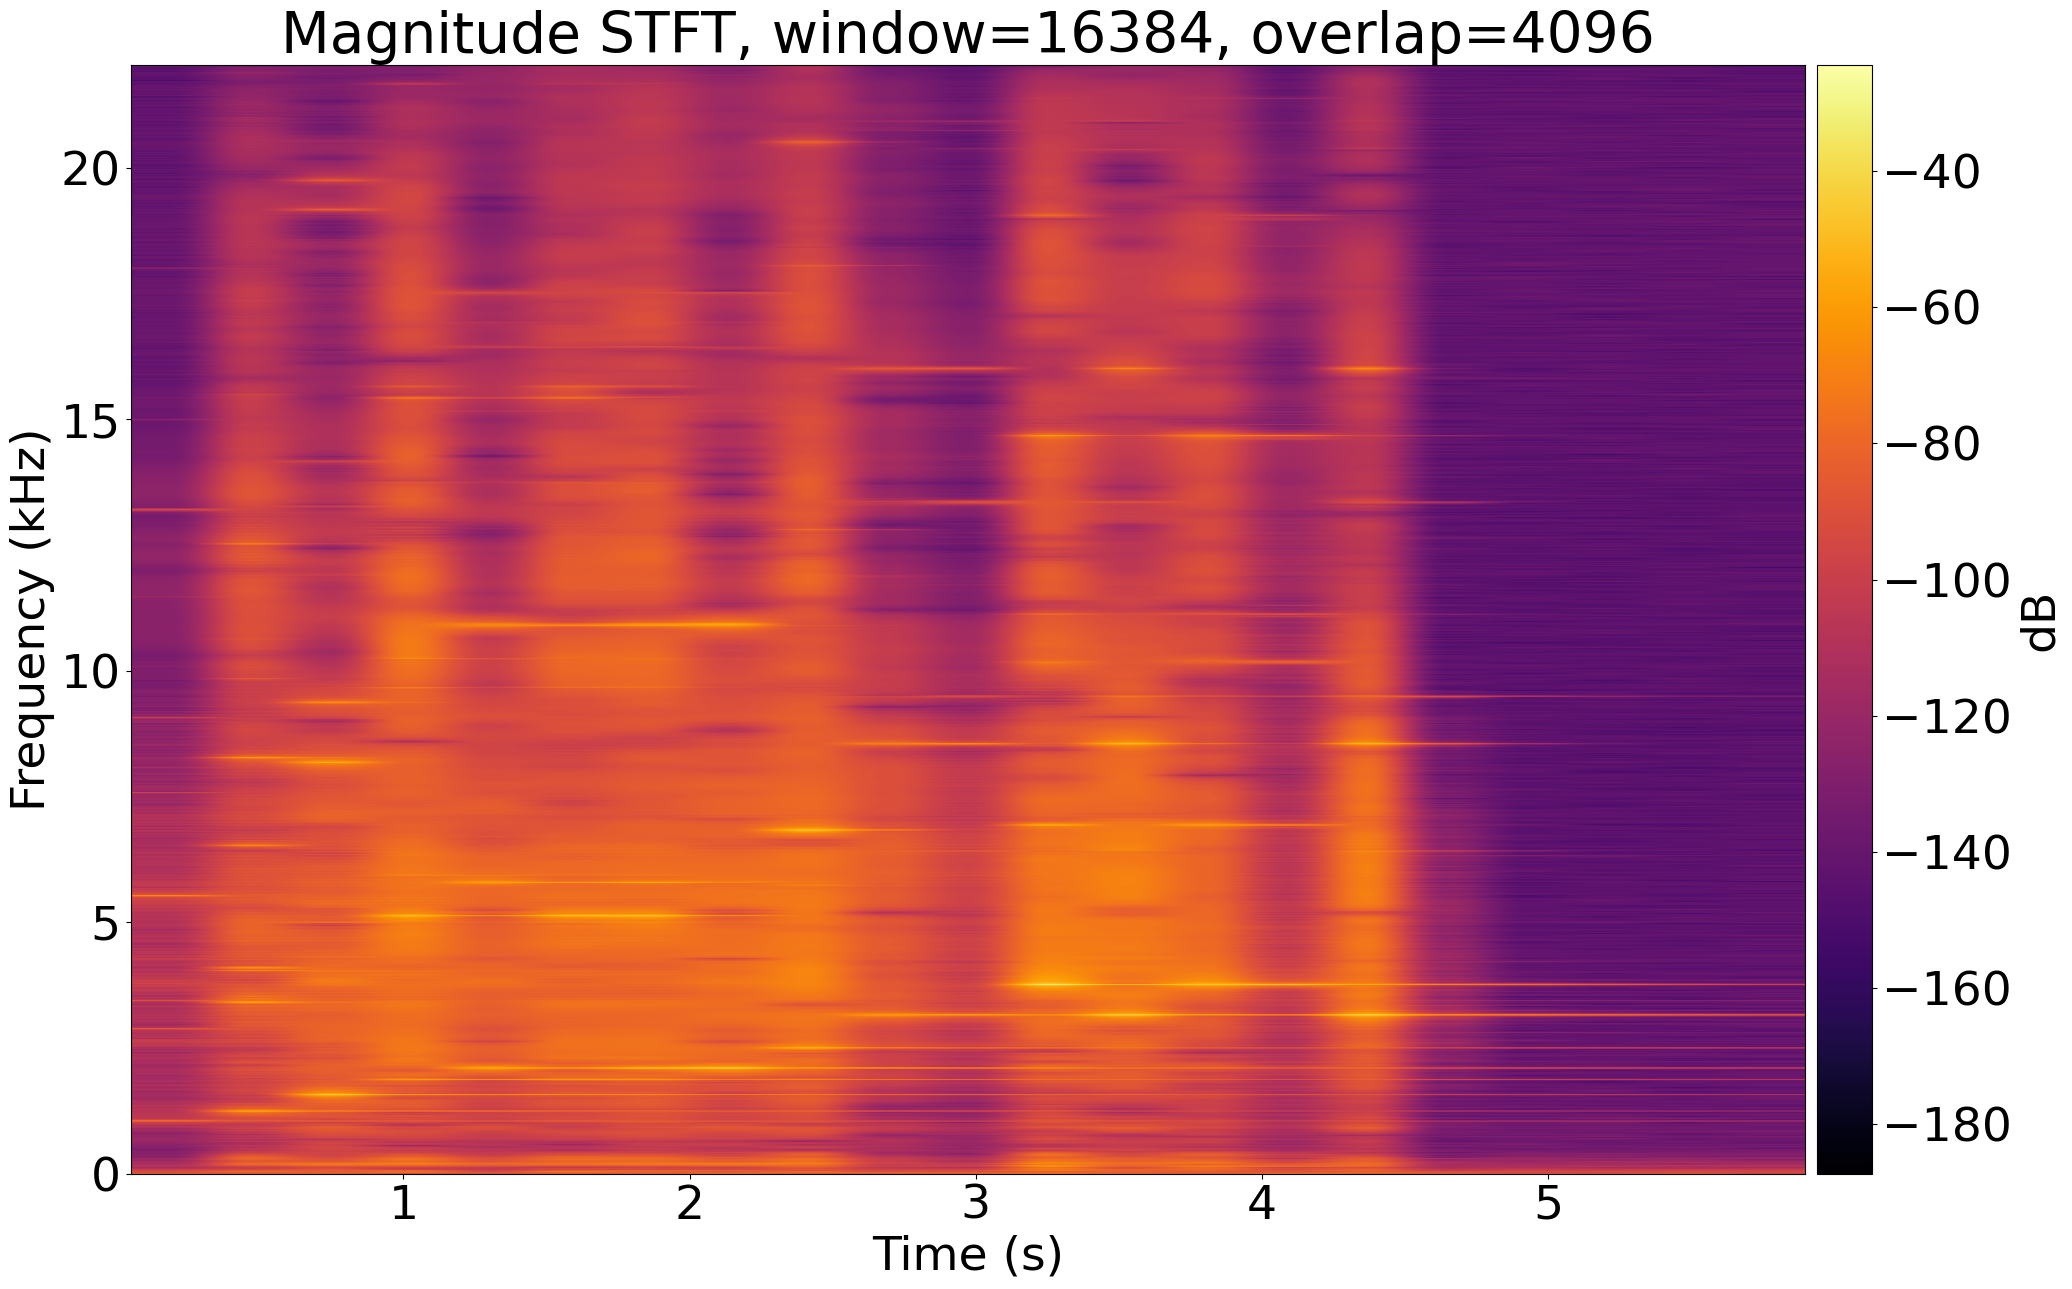 Magnitude STFT, window=16384, overlap=4096
Frequency (kHz)
20
15
10
5
0
1 2 3 4 5
Time (s)
−40
−60
−80
−100
−120
−140
−160
−180
dB